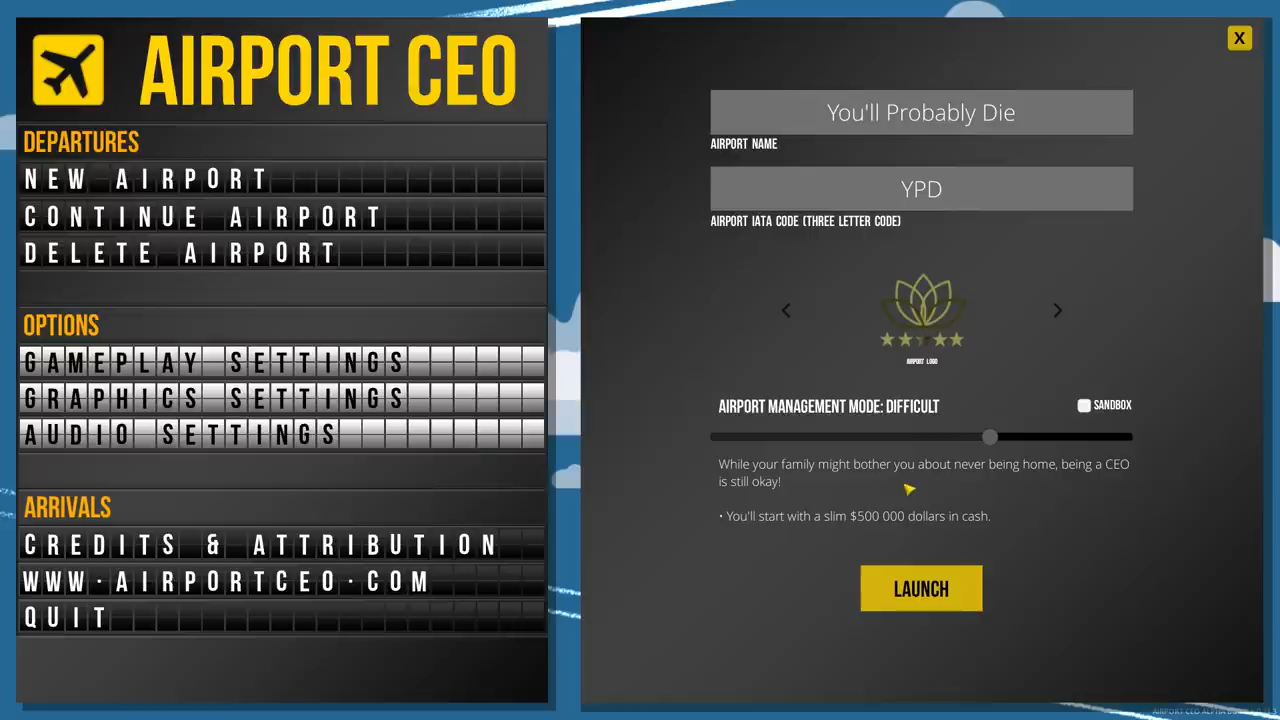 AIRPORT CEO
DEPARTURES
NEW AIRPORT
CONTINUE AIRPORT
DELETE AIRPORT
OPTIONS
GAMEPLAY SETTINGS
GRAPHICS SETTINGS
AUDIO SETTINGS
ARRIVALS
CREDITS & ATTRIBUTION
WWW·AIRPORTCEO·COM
QUIT
X
You'll Probably Die
AIRPORT NAME
YPD
AIRPORT IATA CODE (THREE LETTER CODE)
AIRPORT LOGO
AIRPORT MANAGEMENT MODE: DIFFICULT
SANDBOX
While your family might bother you about never being home, being a CEO
is still okay!
• You'll start with a slim $500 000 dollars in cash.
LAUNCH
AIRPORT CEO ALPHA